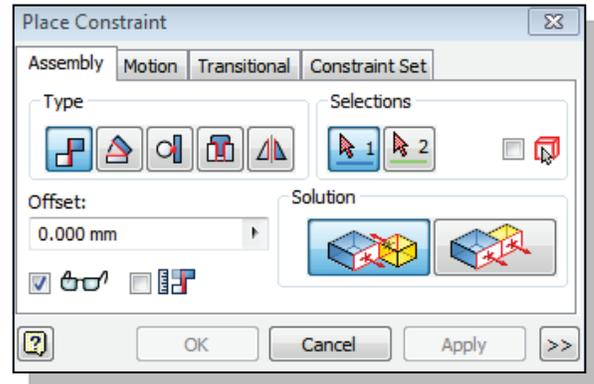 Place Constraint
Assembly Motion Transitional Constraint Set
Type Selections
1 2
Offset: Solution
0.000 mm
? OK Cancel Apply >>